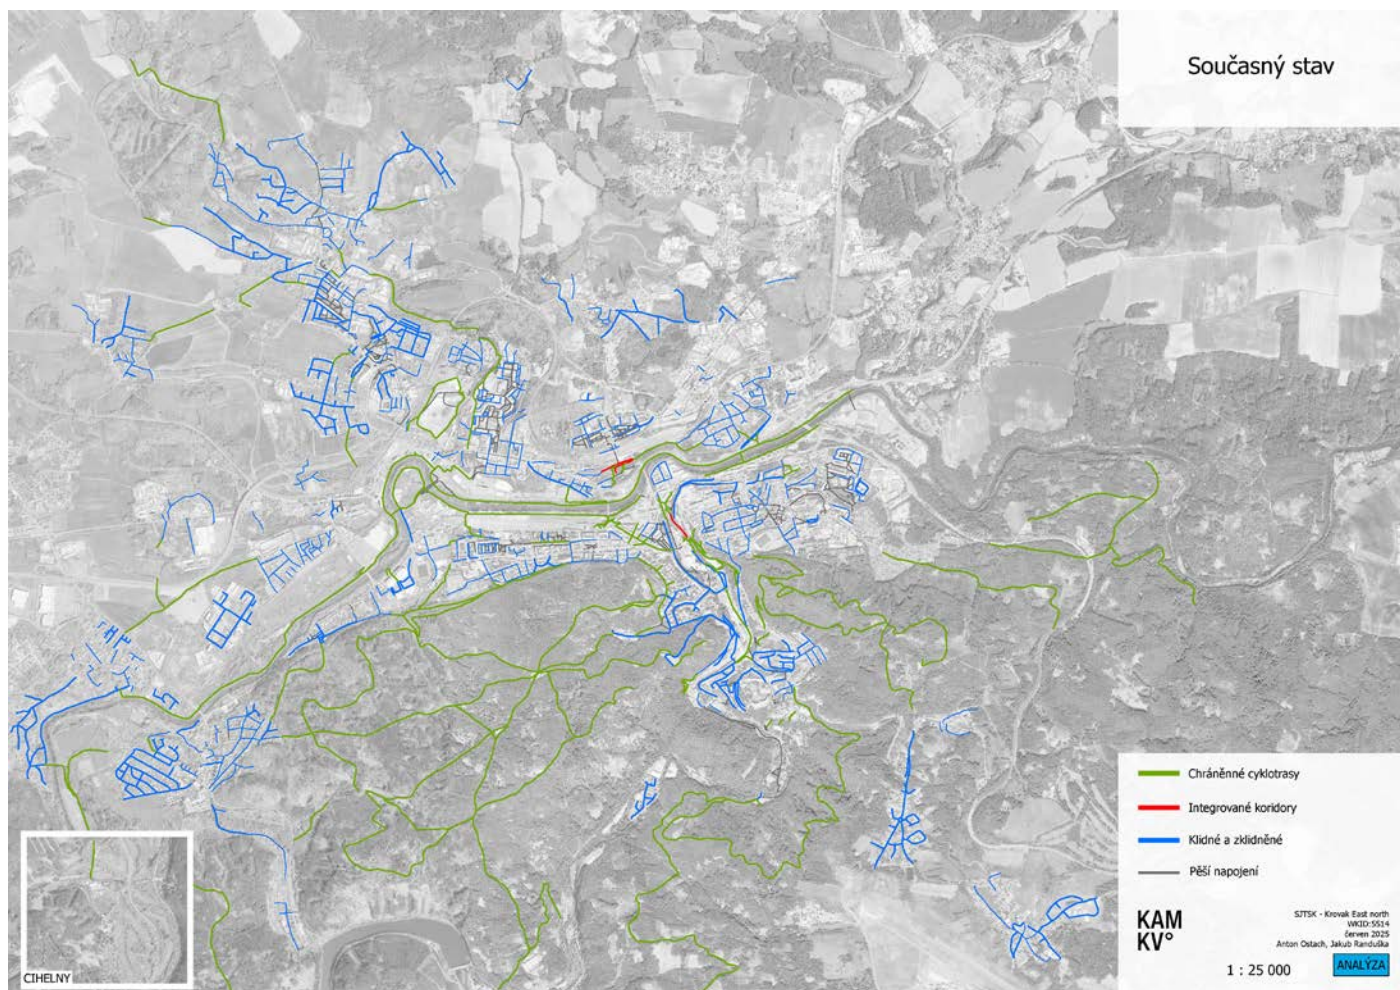 Současný stav
Chráněnné cyklotrasy
Integrované koridory
Klidné a zklidněné
Pěší napojení
KAM
KV°
SJTSK - Krovak East north
WKID:5514
červen 2025
Anton Ostach, Jakub Randuška
1 : 25 000
ANALÝZA
CIHELNY